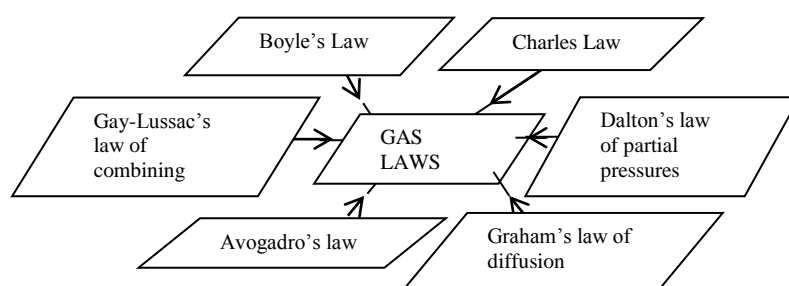 Boyle's Law
Charles Law
Gay-Lussac's
law of
combining
GAS
LAWS
Dalton's law
of partial
pressures
Avogadro's law
Graham's law of
diffusion